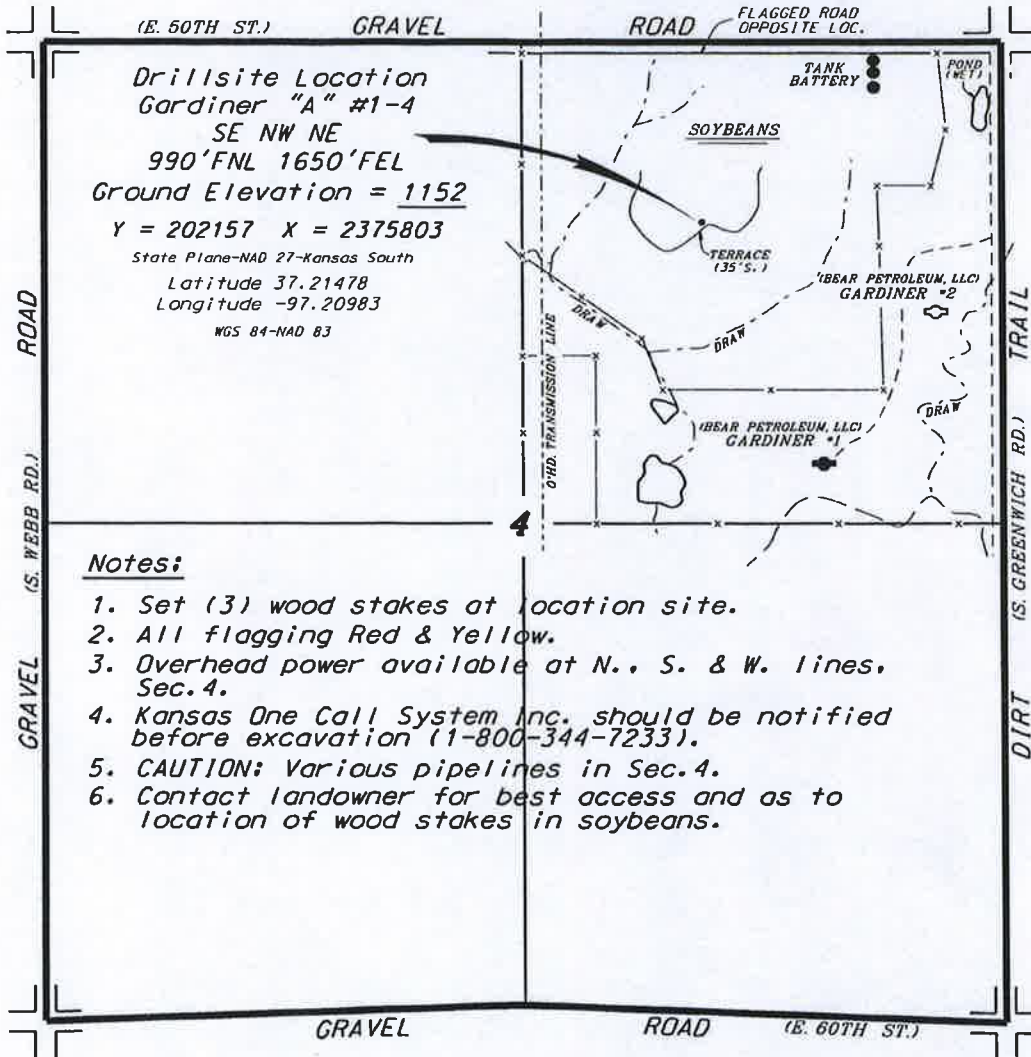 (E. 50TH ST.) GRAVEL ROAD
FLAGGED ROAD
OPPOSITE LOC.
Drillsite Location
Gardiner "A" #1-4
SE NW NE
990'FNL 1650'FEL
Ground Elevation = 1152
Y = 202157 X = 2375803
State Plane-NAD 27-Kansas South
Latitude 37.21478
Longitude -97.20983
WGS 84-NAD 83
TANK
BATTERY
POND
(WET)
SOYBEANS
TERRACE
(35'S.)
(BEAR PETROLEUM, LLC)
GARDINER #2
DRAW
DRAW
DRAW
O'HD. TRANSMISSION LINE
(BEAR PETROLEUM, LLC)
GARDINER #1
4
GRAVEL (S. WEBB RD.) ROAD
DIRT (S. GREENWICH RD.) TRAIL
Notes:
1. Set (3) wood stakes at location site.
2. All flagging Red & Yellow.
3. Overhead power available at N., S. & W. lines,
Sec. 4.
4. Kansas One Call System Inc. should be notified
before excavation (1-800-344-7233).
5. CAUTION: Various pipelines in Sec. 4.
6. Contact landowner for best access and as to
location of wood stakes in soybeans.
GRAVEL ROAD (E. 60TH ST.)